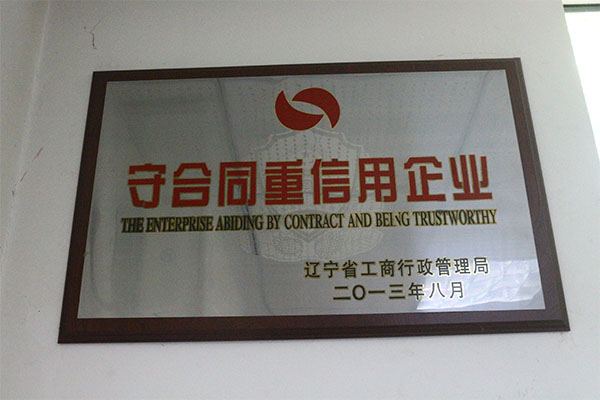 守合同重信用企业
THE ENTERPRISE ABIDING BY CONTRACT AND BEING TRUSTWORTHY
辽宁省工商行政管理局
二〇一三年八月